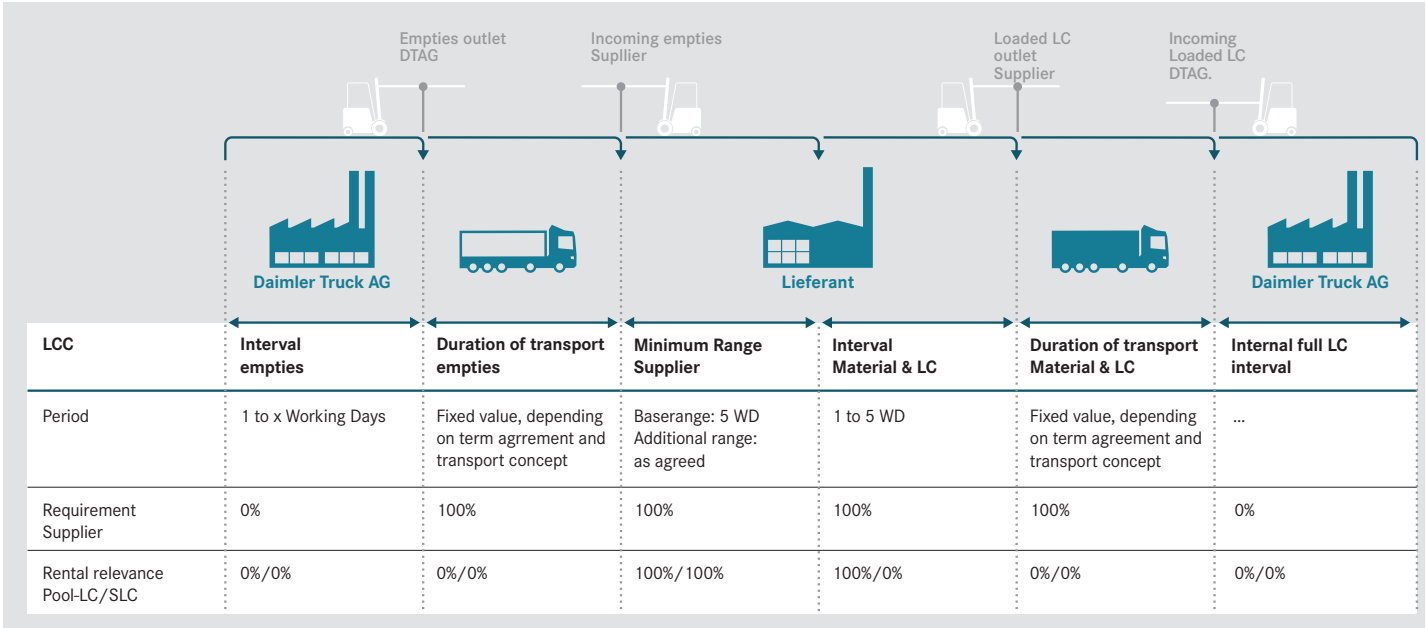 Empties outlet
DTAG
Incoming empties
Supllier
Loaded LC
outlet
Supplier
Incoming
Loaded LC
DTAG.
Daimler Truck AG
Lieferant
Daimler Truck AG
LCC
Interval
empties
Duration of transport
empties
Minimum Range
Supplier
Interval
Material & LC
Duration of transport
Material & LC
Internal full LC
interval
Period
1 to x Working Days
Fixed value, depending
on term agrrement and
transport concept
Baserange: 5 WD
Additional range:
as agreed
1 to 5 WD
Fixed value, depending
on term agreement and
transport concept
...
Requirement
Supplier
0%
100%
100%
100%
100%
0%
Rental relevance
Pool-LC/SLC
0%/0%
0%/0%
100%/100%
100%/0%
0%/0%
0%/0%